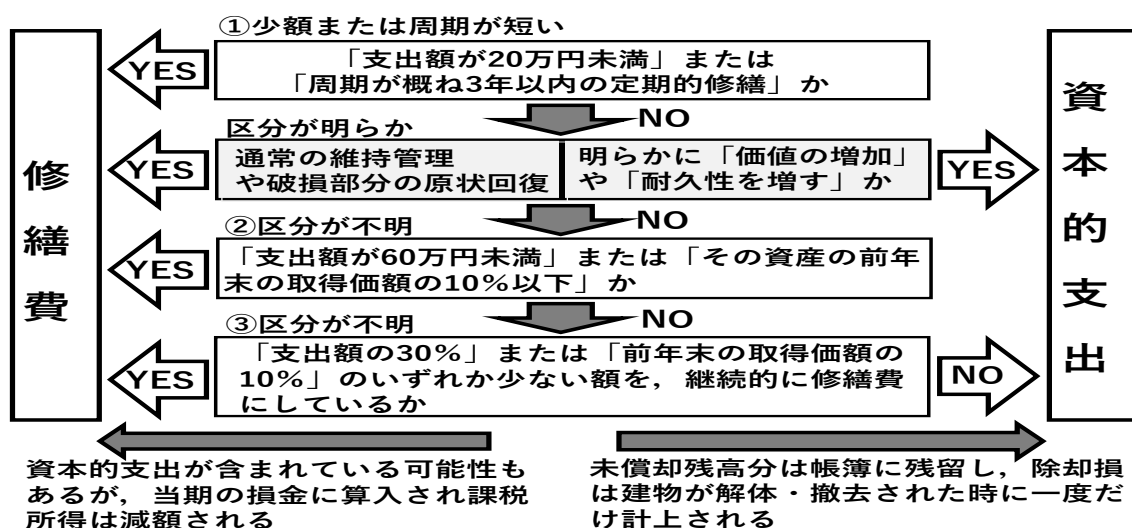 ①少額または周期が短い
「支出額が20万円未満」または
「周期が概ね3年以内の定期的修繕」か
YES
NO
区分が明らか
通常の維持管理
や破損部分の原状回復
明らかに「価値の増加」
や「耐久性を増す」か
YES
YES
NO
②区分が不明
「支出額が60万円未満」または「その資産の前年
末の取得価額の10%以下」か
YES
NO
③区分が不明
「支出額の30%」または「前年末の取得価額の
10%」のいずれか少ない額を，継続的に修繕費
にしているか
YES
NO
修繕費
資本的支出
資本的支出が含まれている可能性も
あるが，当期の損金に算入され課税
所得は減額される
未償却残高分は帳簿に残留し，除却損
は建物が解体・撤去された時に一度だ
け計上される